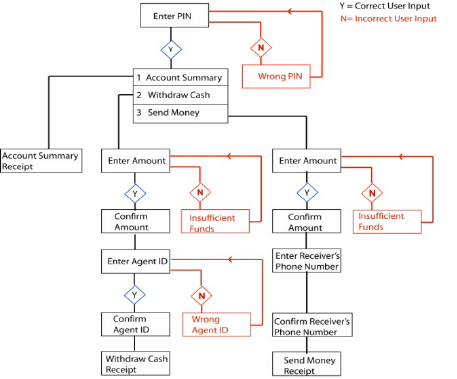 Y = Correct User Input
N= Incorrect User Input
Enter PIN
Y
N
Wrong PIN
1 Account Summary
2 Withdraw Cash
3 Send Money
Account Summary
Receipt
Enter Amount
Y
N
Confirm
Amount
Insufficient
Funds
Enter Agent ID
Y
N
Confirm
Agent ID
Wrong
Agent ID
Withdraw Cash
Receipt
Enter Amount
Y
N
Confirm
Amount
Insufficient
Funds
Enter Receiver's
Phone Number
Confirm Receiver's
Phone Number
Send Money
Receipt